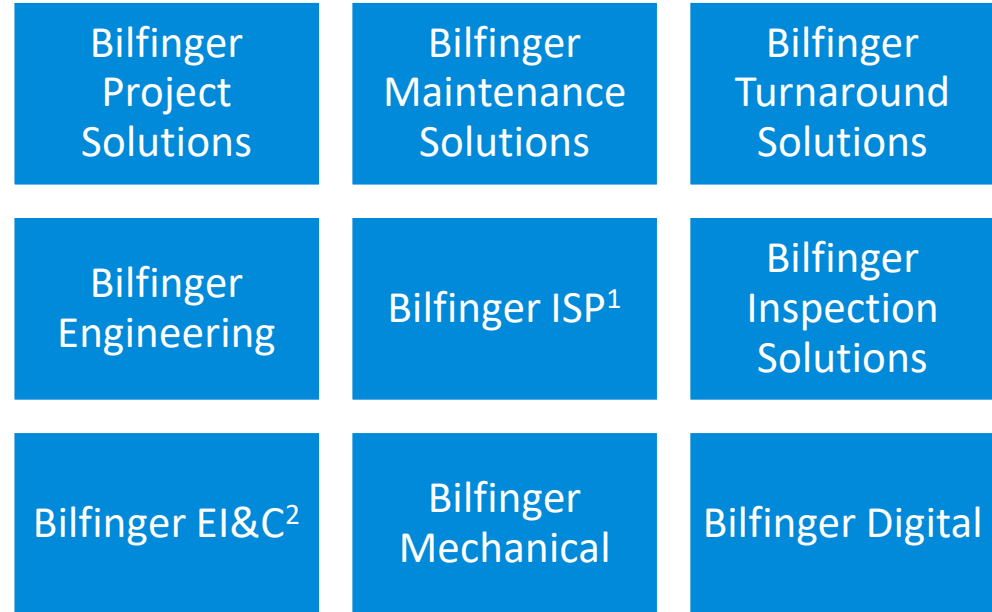 Bilfinger
Project
Solutions
Bilfinger
Maintenance
Solutions
Bilfinger
Turnaround
Solutions
Bilfinger
Engineering
Bilfinger ISP¹
Bilfinger
Inspection
Solutions
Bilfinger EI&C²
Bilfinger
Mechanical
Bilfinger Digital